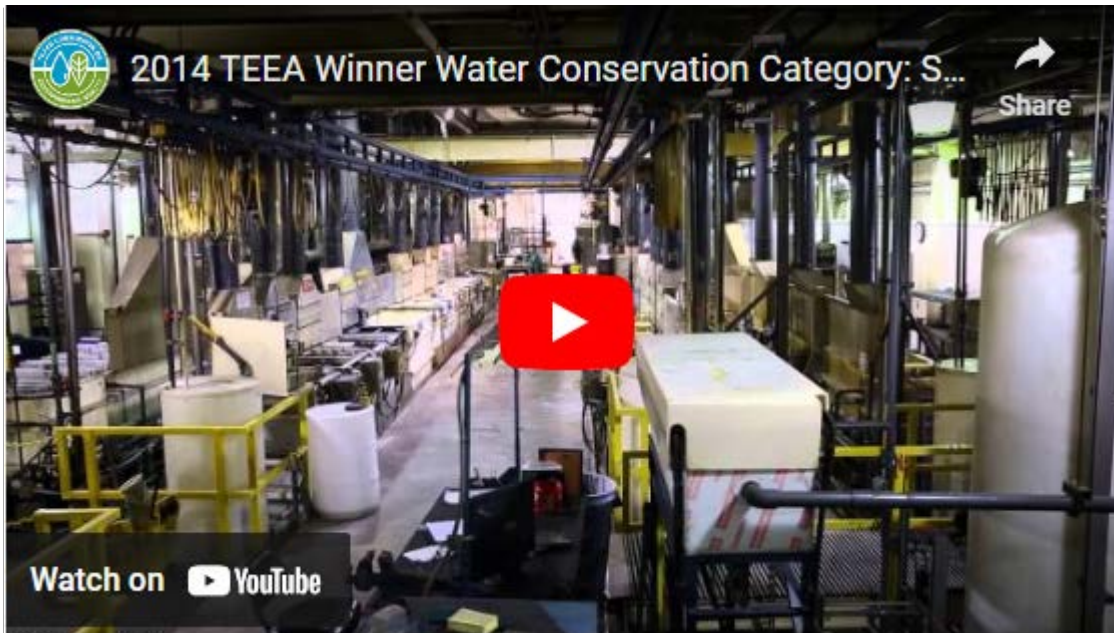 2014 TEEA Winner Water Conservation Category: S...
Share
Watch on YouTube